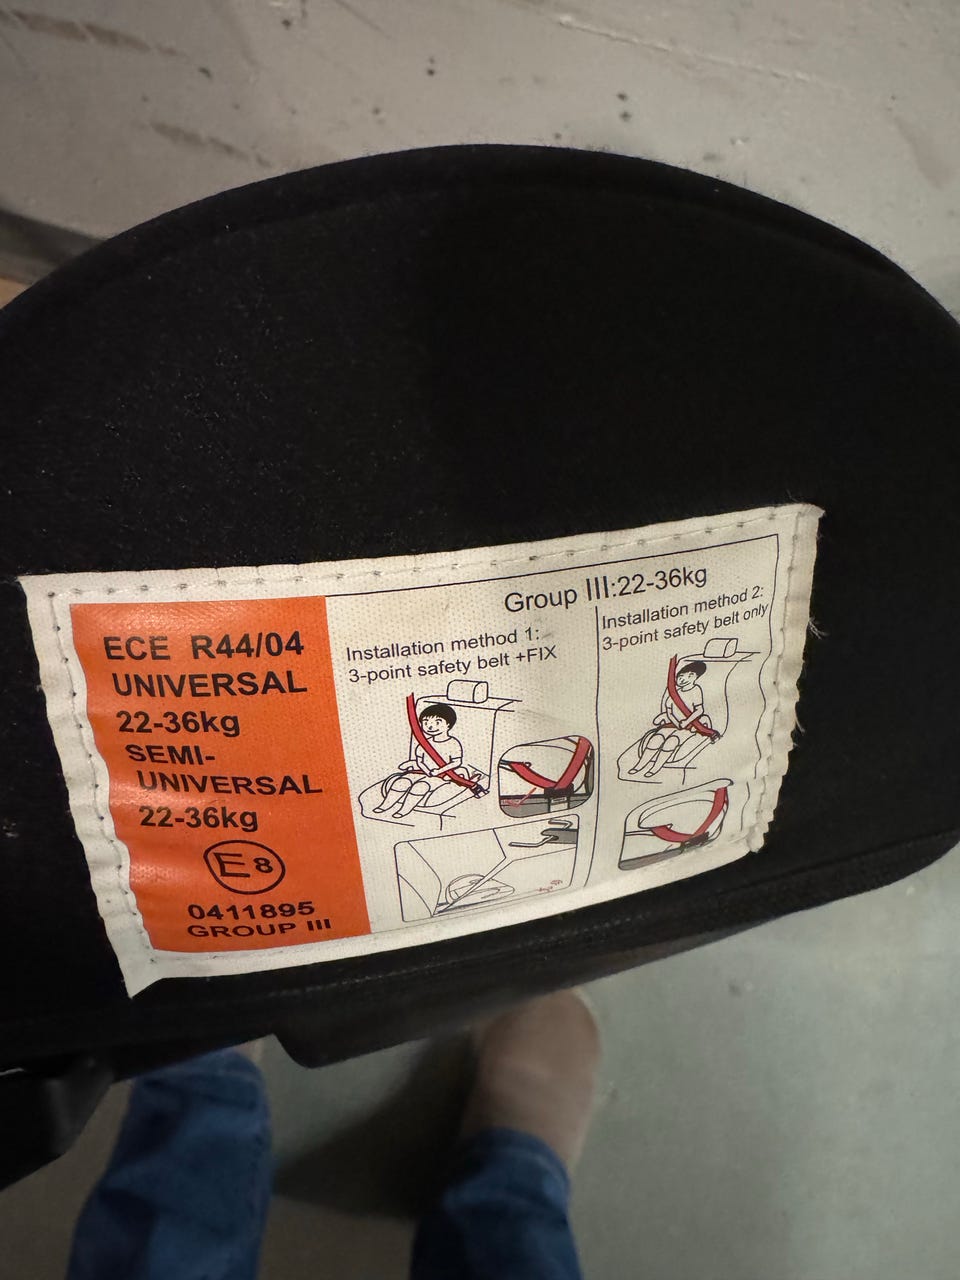 ECE R44/04
UNIVERSAL
22-36kg
SEMI-
UNIVERSAL
22-36kg
E8
0411895
GROUP III
Group III:22-36kg
Installation method 1:
3-point safety belt +FIX
Installation method 2:
3-point safety belt only